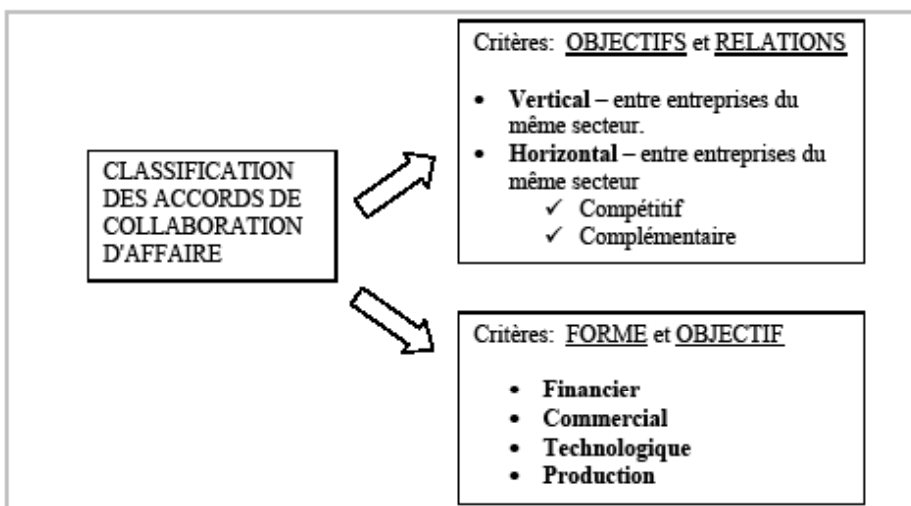 CLASSIFICATION
DES ACCORDS DE
COLLABORATION
D'AFFAIRE
Critères: OBJECTIFS et RELATIONS
• Vertical – entre entreprises du
même secteur.
• Horizontal – entre entreprises du
même secteur
✓ Compétitif
✓ Complémentaire
Critères: FORME et OBJECTIF
• Financier
• Commercial
• Technologique
• Production